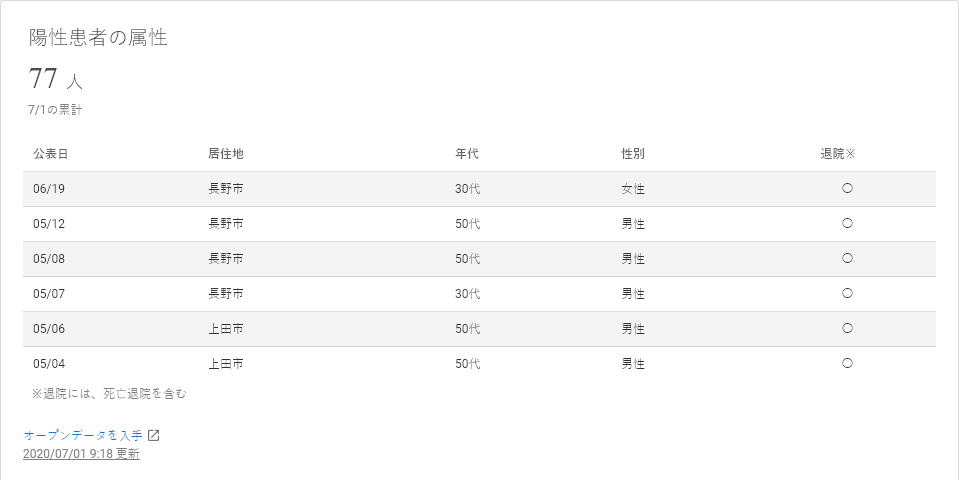 陽性患者の属性
77 人
7/1の累計
公表日 居住地 年代 性別 退院※
06/19 長野市 30代 女性 〇
05/12 長野市 50代 男性 〇
05/08 長野市 50代 男性 〇
05/07 長野市 30代 男性 〇
05/06 上田市 50代 男性 〇
05/04 上田市 50代 男性 〇
※退院には、死亡退院を含む
オープンデータを入手
2020/07/01 9:18 更新